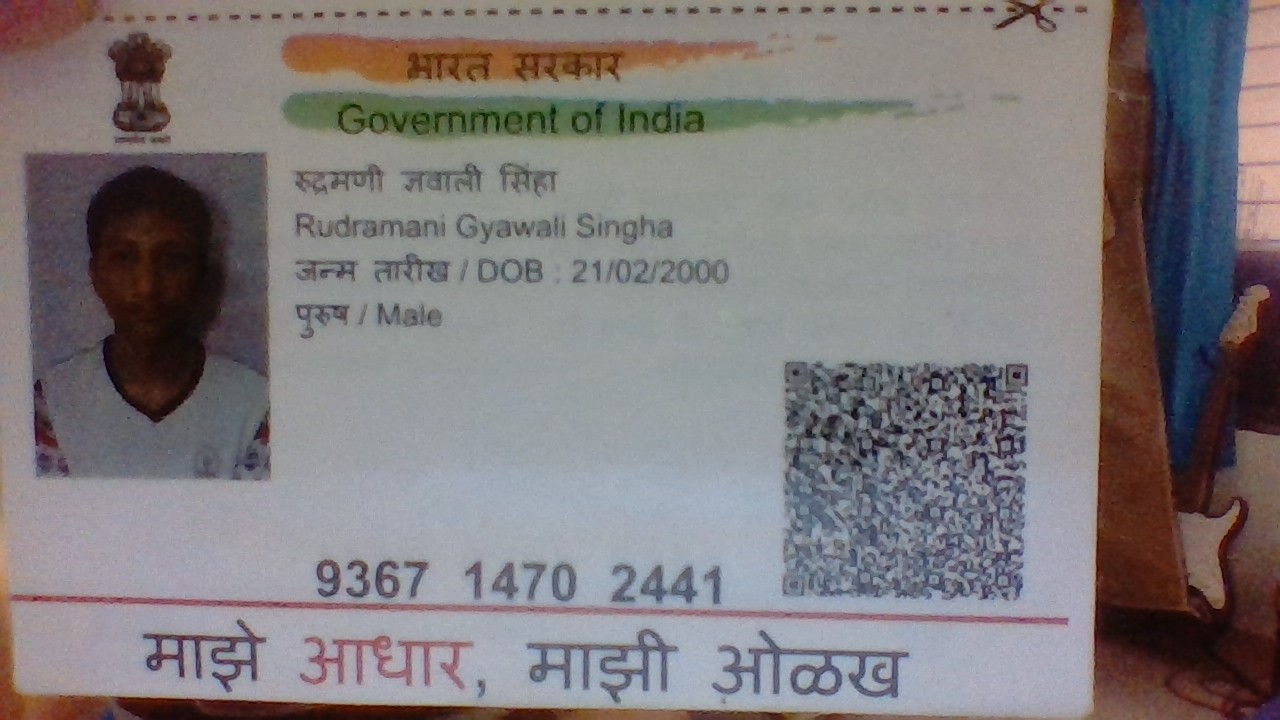 भारत सरकार
Government of India
रुद्रमणी ज्ञवाली सिंहा
Rudramani Gyawali Singha
जन्म तारीख / DOB : 21/02/2000
पुरुष / Male
9367 1470 2441
माझे आधार, माझी ओळख